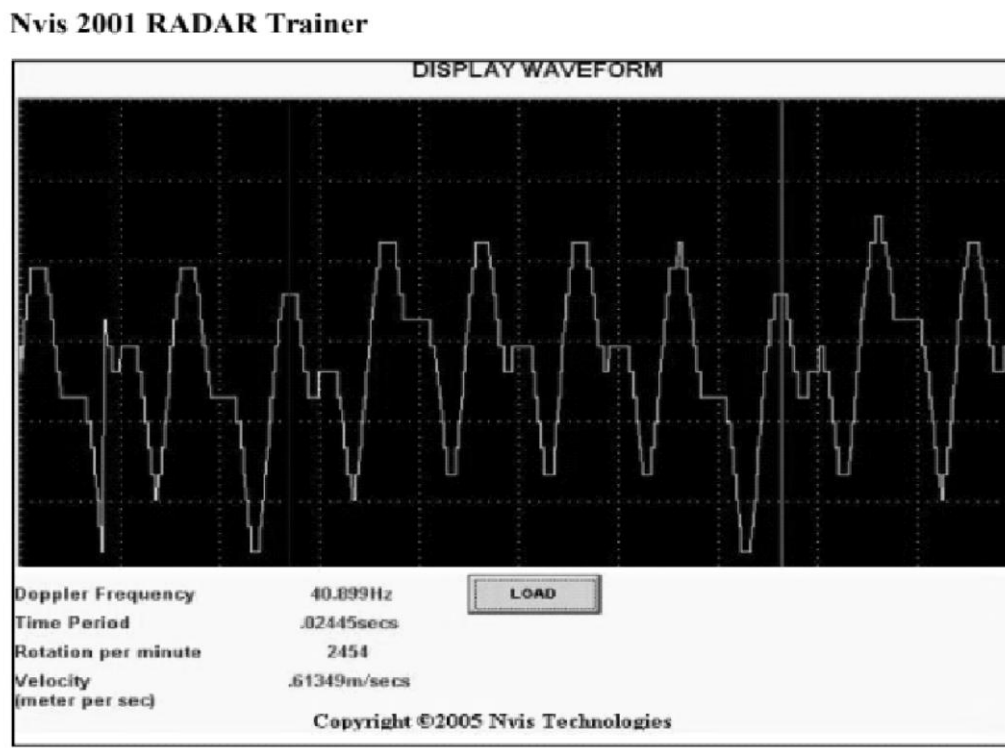 Nvis 2001 RADAR Trainer
DISPLAY WAVEFORM
Doppler Frequency 40.899Hz LOAD
Time Period .02445secs
Rotation per minute 2454
Velocity .61349m/secs
(meter per sec)
Copyright ©2005 Nvis Technologies